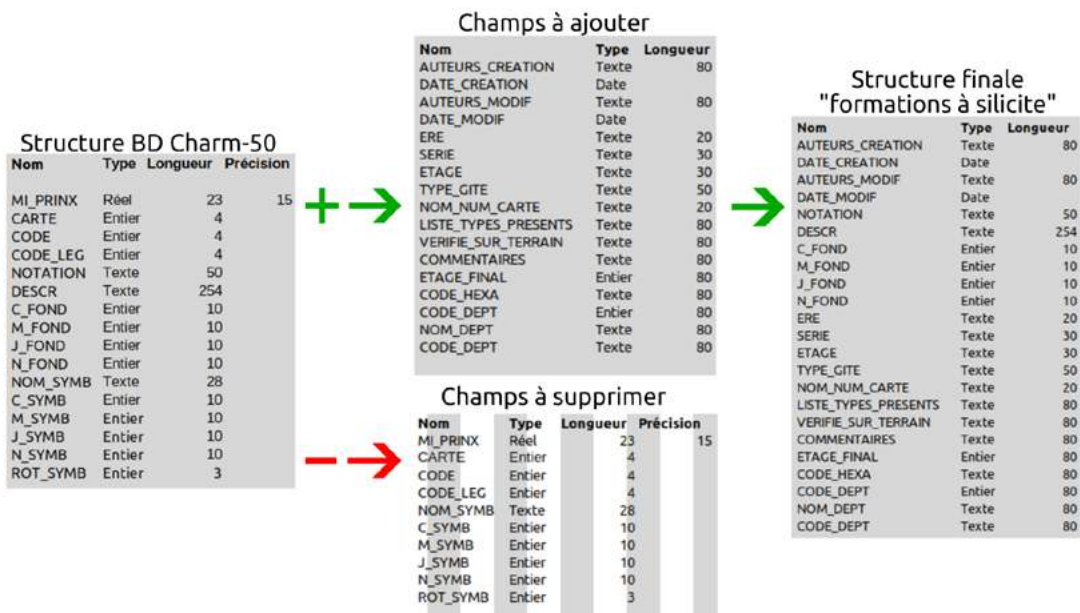 Structure BD Charm-50
Nom Type Longueur Précision
MI_PRINX Réel 23 15
CARTE Entier 4
CODE Entier 4
CODE_LEG Entier 4
NOTATION Texte 50
DESCR Texte 254
C_FOND Entier 10
M_FOND Entier 10
J_FOND Entier 10
N_FOND Entier 10
NOM_SYMB Texte 28
C_SYMB Entier 10
M_SYMB Entier 10
J_SYMB Entier 10
N_SYMB Entier 10
ROT_SYMB Entier 3
Champs à ajouter
Nom Type Longueur
AUTEURS_CREATION Texte 80
DATE_CREATION Date
AUTEURS_MODIF Texte 80
DATE_MODIF Date
ERE Texte 20
SERIE Texte 30
ETAGE Texte 30
TYPE_GITE Texte 50
NOM_NUM_CARTE Texte 20
LISTE_TYPES_PRESENTS Texte 80
VERIFIE_SUR_TERRAIN Texte 80
COMMENTAIRES Texte 80
ETAGE_FINAL Entier 80
CODE_HEXA Texte 80
CODE_DEPT Entier 80
NOM_DEPT Texte 80
CODE_DEPT Texte 80
Champs à supprimer
Nom Type Longueur Précision
MI_PRINX Réel 23 15
CARTE Entier 4
CODE Entier 4
CODE_LEG Entier 4
NOM_SYMB Texte 28
C_SYMB Entier 10
M_SYMB Entier 10
J_SYMB Entier 10
N_SYMB Entier 10
ROT_SYMB Entier 3
Structure finale
"formations à silicite"
Nom Type Longueur
AUTEURS_CREATION Texte 80
DATE_CREATION Date
AUTEURS_MODIF Texte 80
DATE_MODIF Date
NOTATION Texte 50
DESCR Texte 254
C_FOND Entier 10
M_FOND Entier 10
J_FOND Entier 10
N_FOND Entier 10
ERE Texte 20
SERIE Texte 30
ETAGE Texte 30
TYPE_GITE Texte 50
NOM_NUM_CARTE Texte 20
LISTE_TYPES_PRESENTS Texte 80
VERIFIE_SUR_TERRAIN Texte 80
COMMENTAIRES Texte 80
ETAGE_FINAL Entier 80
CODE_HEXA Texte 80
CODE_DEPT Entier 80
NOM_DEPT Texte 80
CODE_DEPT Texte 80